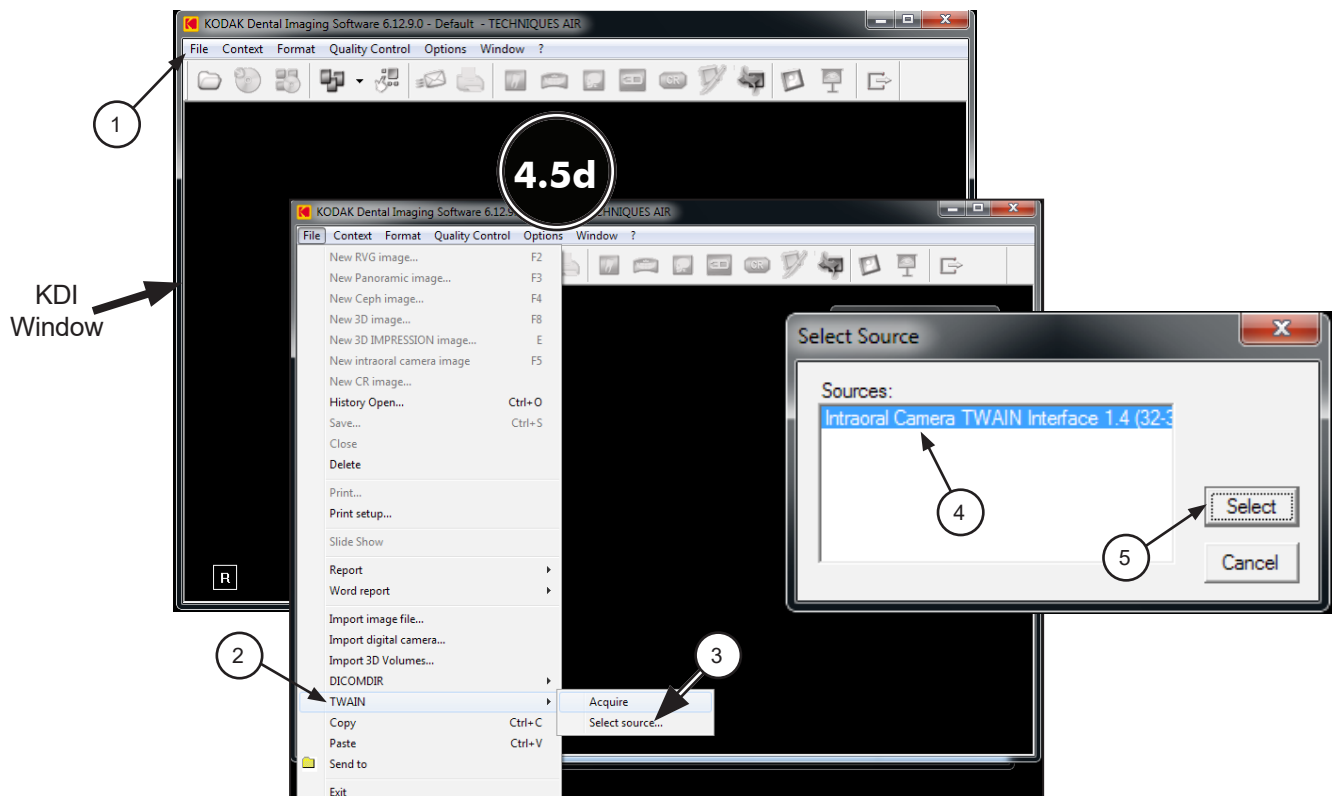 KODAK Dental Imaging Software 6.12.9.0 - Default - TECHNIQUES AIR
File Context Format Quality Control Options Window ?
CR
1
4.5d
KDI
Window
R
KODAK Dental Imaging Software 6.12.9 TECHNIQUES AIR
File Context Format Quality Control Options Window ?
CR
New RVG image... F2
New Panoramic image... F3
New Ceph image... F4
New 3D image... F8
New 3D IMPRESSION image... E
New intraoral camera image F5
New CR image...
History Open... Ctrl+O
Save... Ctrl+S
Close
Delete
Print...
Print setup...
Slide Show
Report
Word report
Import image file...
Import digital camera...
Import 3D Volumes...
DICOMDIR
TWAIN
Copy Ctrl+C
Paste Ctrl+V
Send to
Exit
2
Acquire
Select source...
3
Select Source
Sources:
Intraoral Camera TWAIN Interface 1.4 (32-3
4
Select
5
Cancel